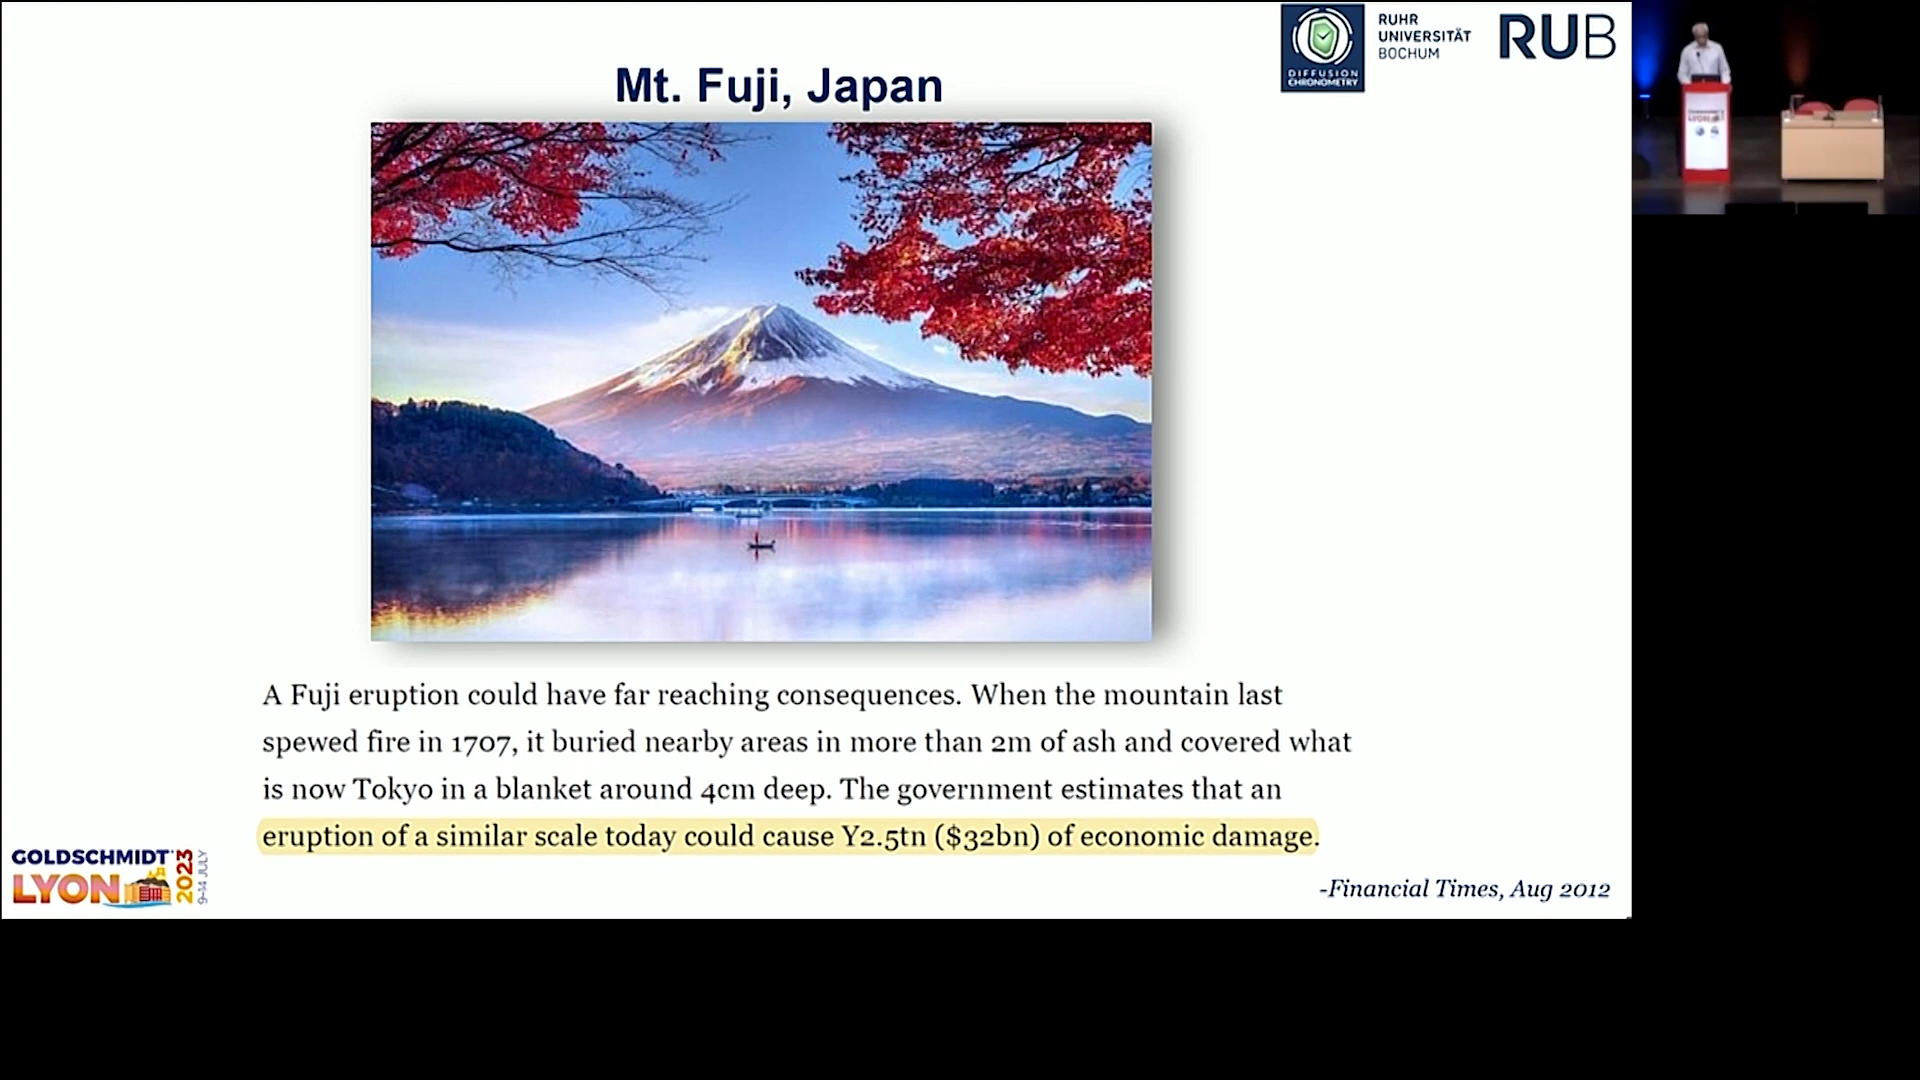 DIFFUSION
CHRONOMETRY
RUHR
UNIVERSITÄT
BOCHUM
RUB
Mt. Fuji, Japan
A Fuji eruption could have far reaching consequences. When the mountain last
spewed fire in 1707, it buried nearby areas in more than 2m of ash and covered what
is now Tokyo in a blanket around 4cm deep. The government estimates that an
eruption of a similar scale today could cause Y2.5tn ($32bn) of economic damage.
-Financial Times, Aug 2012
GOLDSCHMIDT
LYON
2023
9-14 JULY
LYON